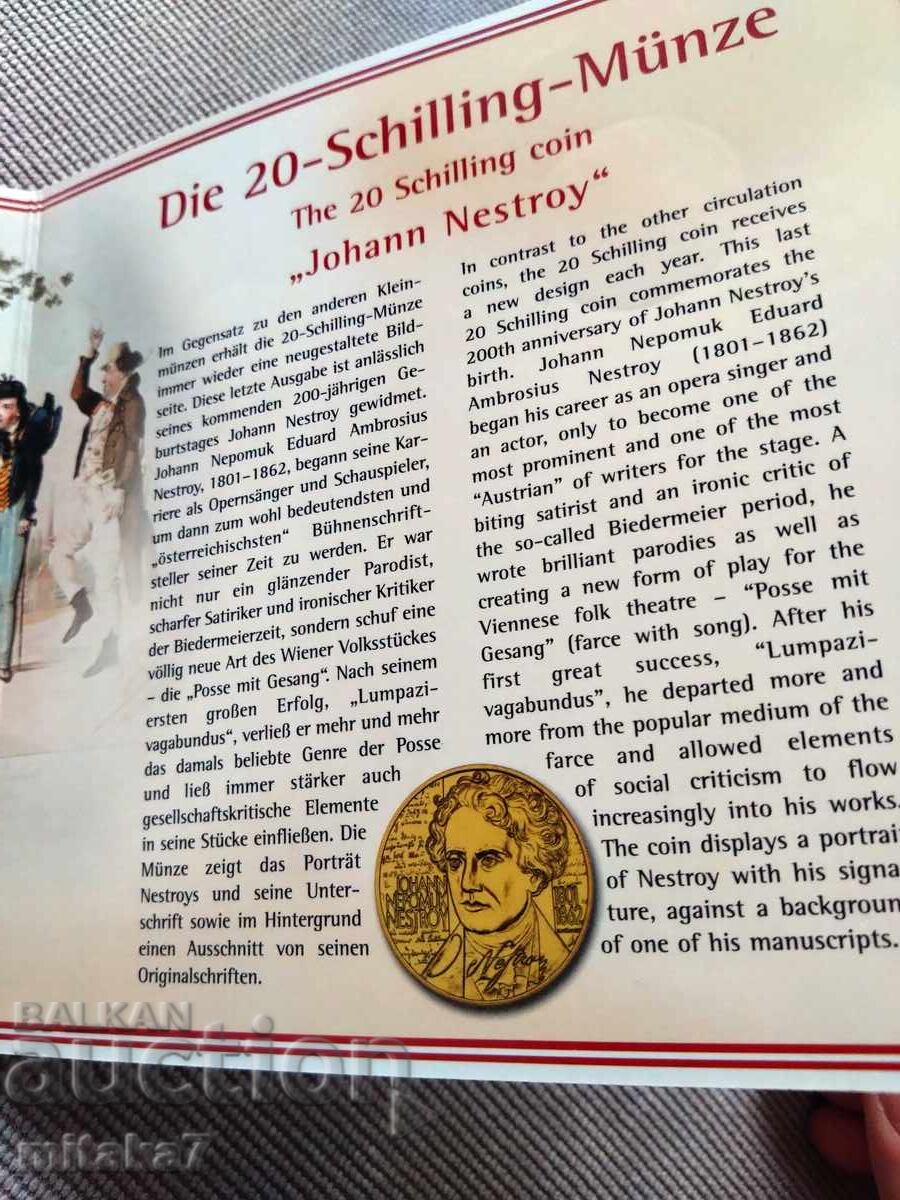 Die 20-Schilling-Münze
The 20 Schilling coin
„Johann Nestroy“
Im Gegensatz zu den anderen Klein-
münzen erhält die 20-Schilling-Münze
immer wieder eine neugestaltete Bild-
seite. Diese letzte Ausgabe ist anlässlich
seines kommenden 200-jährigen Ge-
burtstages Johann Nestroy gewidmet.
Johann Nepomuk Eduard Ambrosius
Nestroy, 1801–1862, begann seine Kar-
riere als Opernsänger und Schauspieler,
um dann zum wohl bedeutendsten und
„österreichischsten“ Bühnenschrift-
steller seiner Zeit zu werden. Er war
nicht nur ein glänzender Parodist,
scharfer Satiriker und ironischer Kritiker
der Biedermeierzeit, sondern schuf eine
völlig neue Art des Wiener Volksstückes
– die „Posse mit Gesang“. Nach seinem
ersten großen Erfolg, „Lumpazi-
vagabundus“, verließ er mehr und mehr
das damals beliebte Genre der Posse
und ließ immer stärker auch
gesellschaftskritische Elemente
in seine Stücke einfließen. Die
Münze zeigt das Porträt
Nestroys und seine Unter-
schrift sowie im Hintergrund
einen Ausschnitt von seinen
Originalschriften.
In contrast to the other circulation
coins, the 20 Schilling coin receives
a new design each year. This last
20 Schilling coin commemorates the
200th anniversary of Johann Nestroy's
birth. Johann Nepomuk Eduard
Ambrosius Nestroy (1801–1862)
began his career as an opera singer and
an actor, only to become one of the
most prominent and one of the most
“Austrian” of writers for the stage. A
biting satirist and an ironic critic of
the so-called Biedermeier period, he
wrote brilliant parodies as well as
creating a new form of play for the
Viennese folk theatre – “Posse mit
Gesang” (farce with song). After his
first great success, “Lumpazi-
vagabundus”, he departed more and
more from the popular medium of the
farce and allowed elements
of social criticism to flow
increasingly into his works.
The coin displays a portrait
of Nestroy with his signa-
ture, against a backgroun
of one of his manuscripts.
JOHANN
NEPOMUK
NESTROY
1801
1862
Nestroy
BALKAN
auction
mitaka7